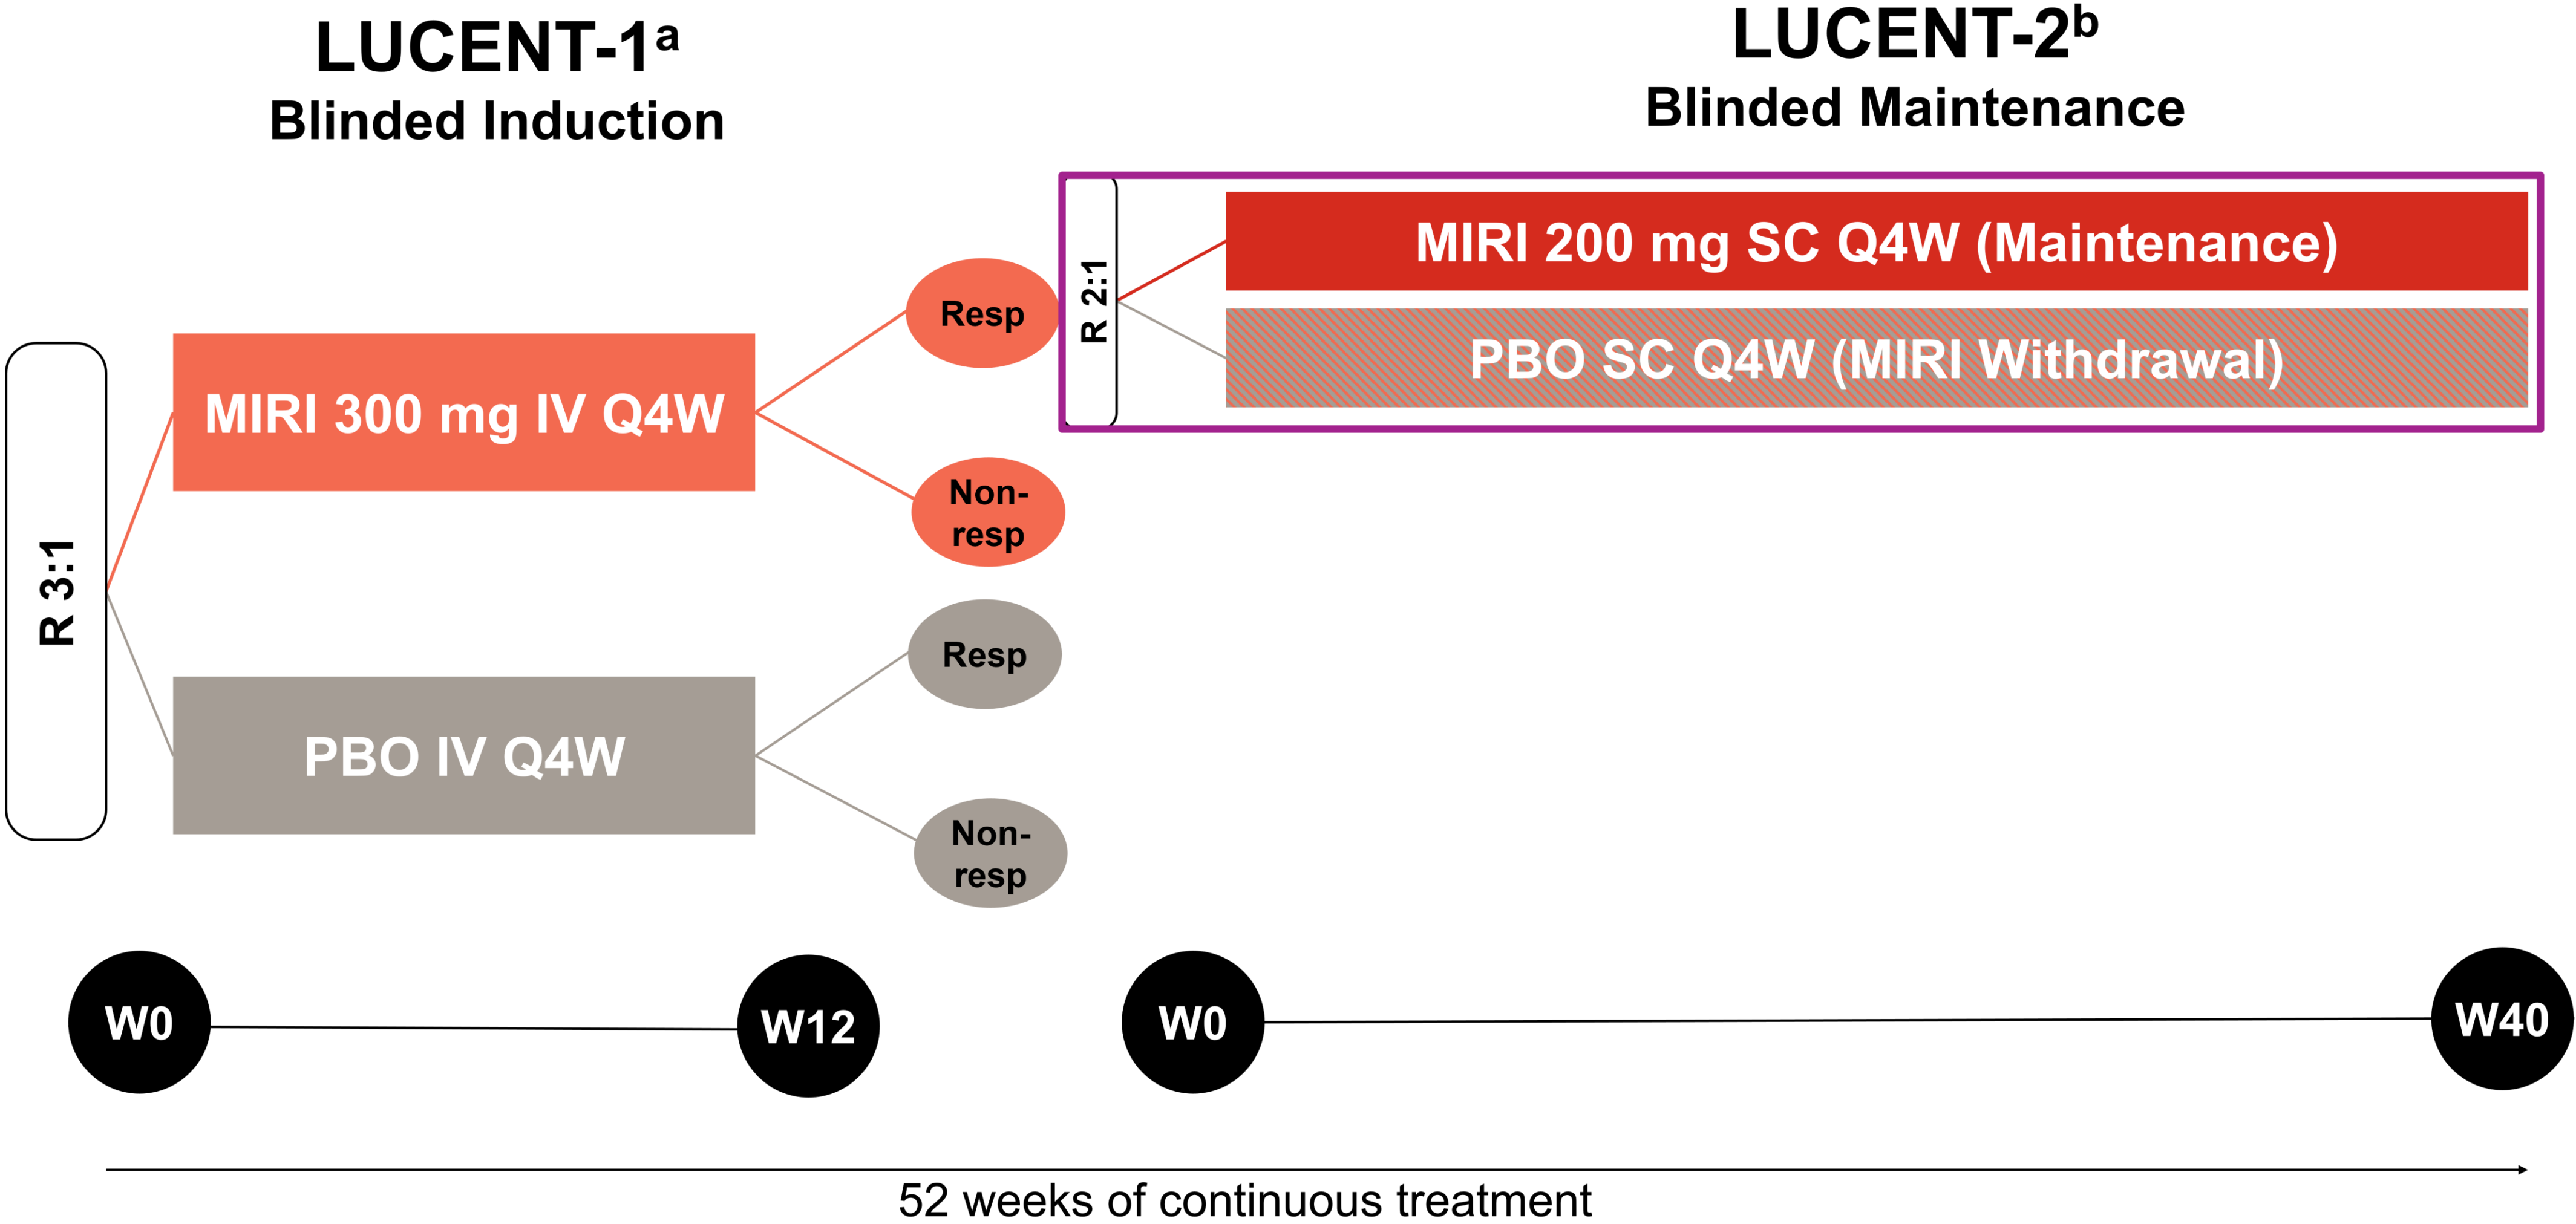 LUCENT-1ᵃ
Blinded Induction
LUCENT-2ᵇ
Blinded Maintenance
R 3:1
MIRI 300 mg IV Q4W
PBO IV Q4W
Resp
Non-
resp
Resp
Non-
resp
R 2:1
MIRI 200 mg SC Q4W (Maintenance)
PBO SC Q4W (MIRI Withdrawal)
W0
W12
W0
W40
52 weeks of continuous treatment